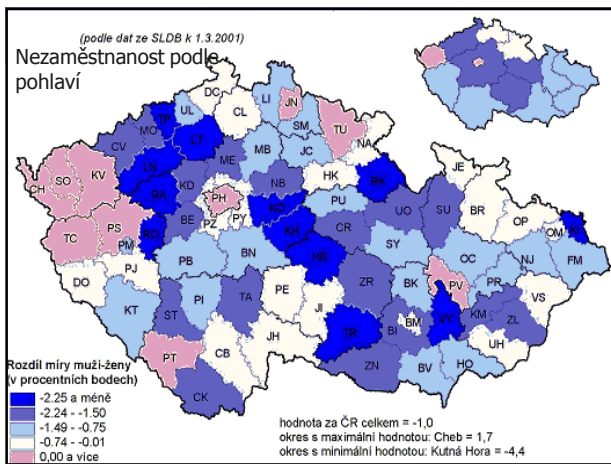 (podle dat ze SLDB k 1.3.2001)
Nezaměstnanost podle
pohlaví
DC
LI
JN
TP
UL
CL
TU
MO
LT
SM
CV
NA
MB
JC
LN
ME
HK
RK
JE
CH
SO
KV
KD
NB
RA
PH
BR
KO
PU
SU
BE
UO
OP
TC
PS
RO
PZ
PY
KH
CR
OM
KI
PM
HB
OC
NJ
FM
PB
BN
SY
DO
PJ
PV
PR
ZR
BK
KT
PI
TA
PE
JI
VS
ST
BM
VY
KM
ZL
TR
BI
PT
CB
JH
UH
ZN
BV
HO
CK
Rozdíl míry muži-ženy
(v procentních bodech)
-2.25 a méně
-2.24 - -1.50
-1.49 - -0.75
-0.74 - -0.01
0,00 a více
hodnota za ČR celkem = -1,0
okres s maximální hodnotou: Cheb = 1,7
okres s minimální hodnotou: Kutná Hora = -4,4